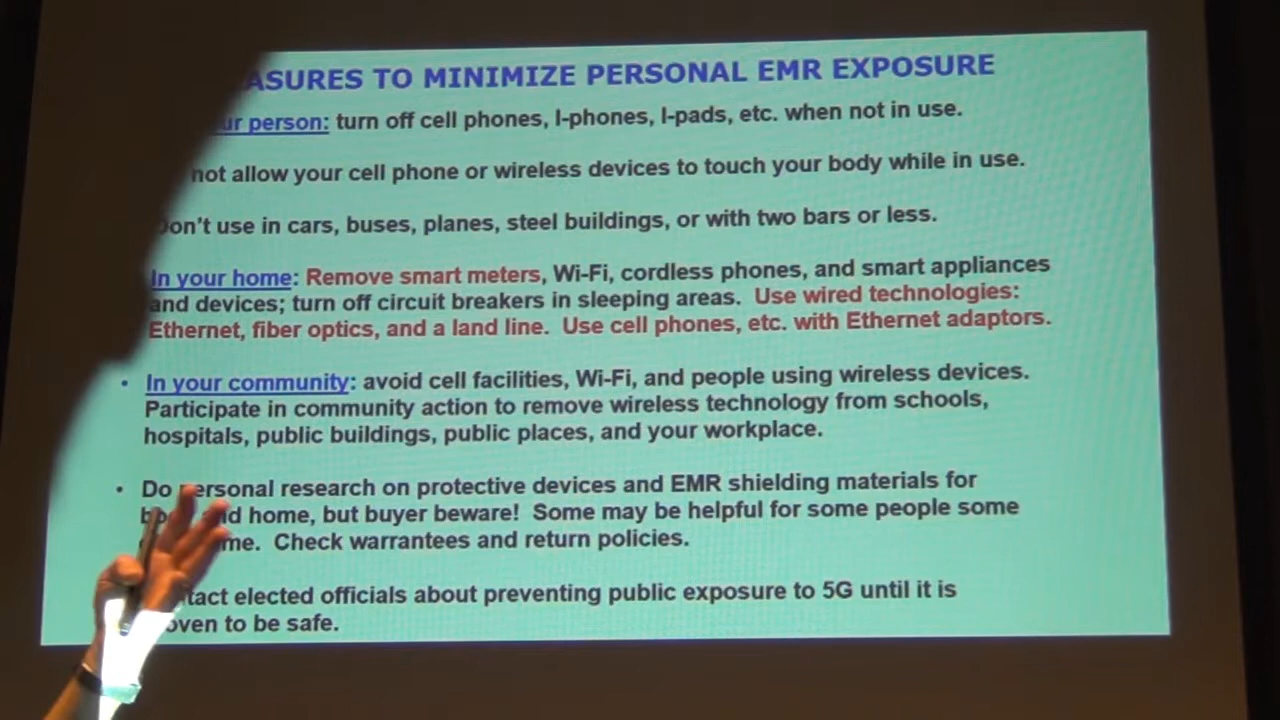 ASURES TO MINIMIZE PERSONAL EMR EXPOSURE
ur person: turn off cell phones, I-phones, I-pads, etc. when not in use.
not allow your cell phone or wireless devices to touch your body while in use.
Don't use in cars, buses, planes, steel buildings, or with two bars or less.
In your home: Remove smart meters, Wi-Fi, cordless phones, and smart appliances
and devices; turn off circuit breakers in sleeping areas. Use wired technologies:
Ethernet, fiber optics, and a land line. Use cell phones, etc. with Ethernet adaptors.
• In your community: avoid cell facilities, Wi-Fi, and people using wireless devices.
Participate in community action to remove wireless technology from schools,
hospitals, public buildings, public places, and your workplace.
• Do personal research on protective devices and EMR shielding materials for
home, but buyer beware! Some may be helpful for some people some
me. Check warrantees and return policies.
tact elected officials about preventing public exposure to 5G until it is
oven to be safe.